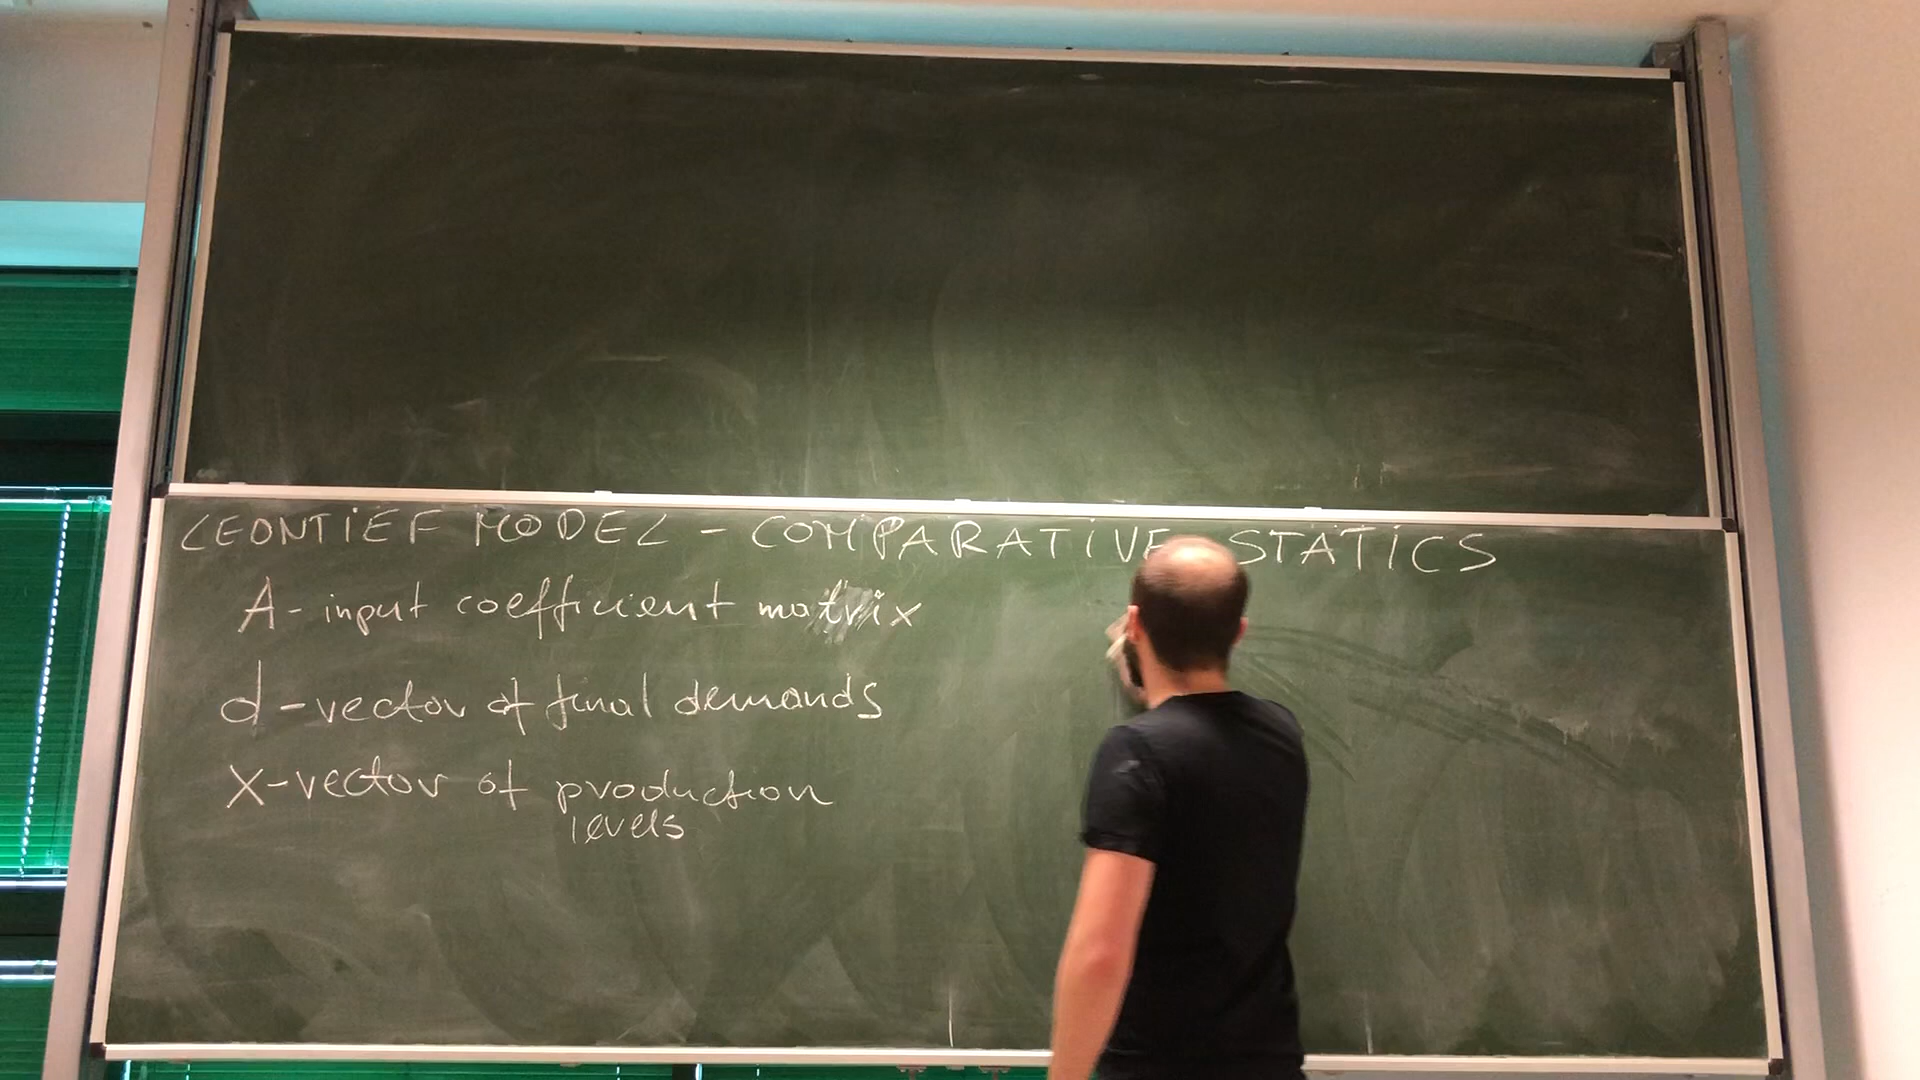 LEONTIEF MODEL - COMPARATIVE STATICS
A - input coefficient matrix
d - vector of final demands
X - vector of production
levels